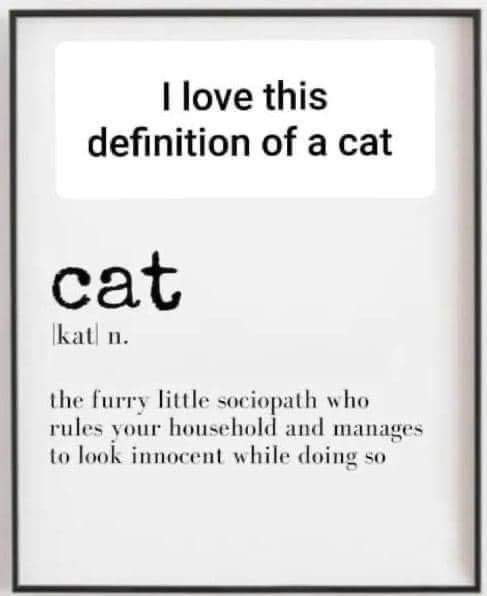 I love this
definition of a cat
cat
|kat| n.
the furry little sociopath who
rules your household and manages
to look innocent while doing so